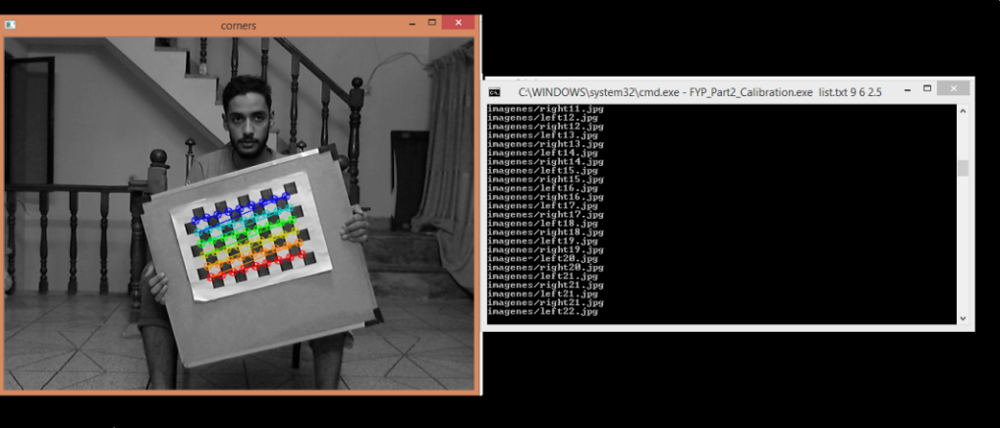 corners
C:\WINDOWS\system32\cmd.exe - FYP_Part2_Calibration.exe list.txt 9 6 2.5
imagenes/right11.jpg
imagenes/left12.jpg
imagenes/right12.jpg
imagenes/left13.jpg
imagenes/right13.jpg
imagenes/left14.jpg
imagenes/right14.jpg
imagenes/left15.jpg
imagenes/right15.jpg
imagenes/left16.jpg
imagenes/right16.jpg
imagenes/left17.jpg
imagenes/right17.jpg
imagenes/left18.jpg
imagenes/right18.jpg
imagenes/left19.jpg
imagenes/right19.jpg
imagene~/left20.jpg
imagenes/right20.jpg
imagenes/left21.jpg
imagenes/right21.jpg
imagenes/left21.jpg
imagenes/right21.jpg
imagenes/left22.jpg